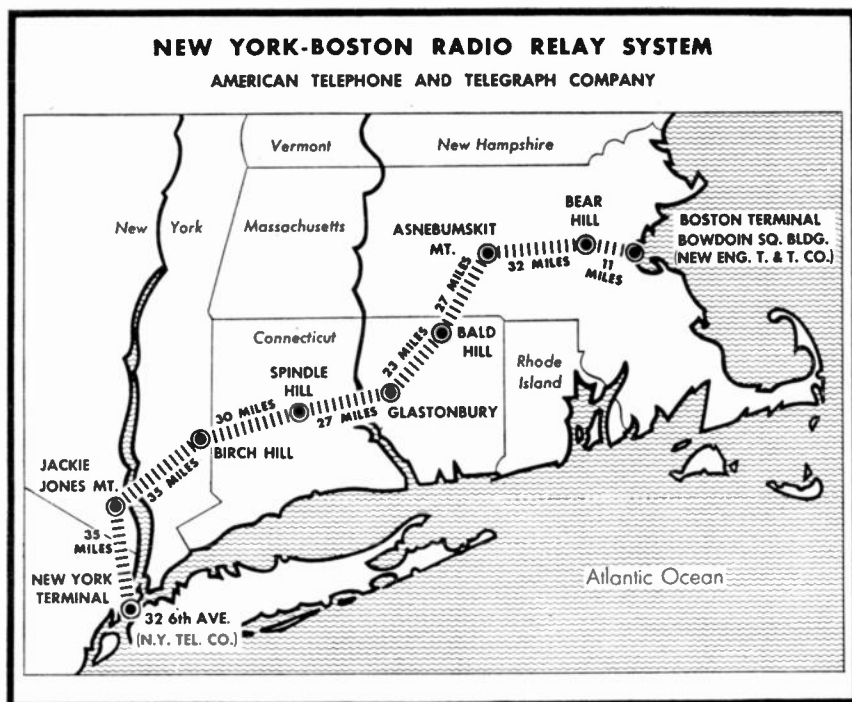 NEW YORK-BOSTON RADIO RELAY SYSTEM
AMERICAN TELEPHONE AND TELEGRAPH COMPANY
Vermont
New Hampshire
New York
Massachusetts
ASNEBUMSKIT
MT.
BEAR
HILL
BOSTON TERMINAL
BOWDOIN SQ. BLDG.
(NEW ENG. T. & T. CO.)
32 MILES
11
MILES
27 MILES
Connecticut
23 MILES
BALD
HILL
Rhode
Island
SPINDLE
HILL
30 MILES
27 MILES
GLASTONBURY
BIRCH HILL
JACKIE
JONES MT.
35 MILES
35
MILES
NEW YORK
TERMINAL
32 6th AVE.
(N.Y. TEL. CO.)
Atlantic Ocean